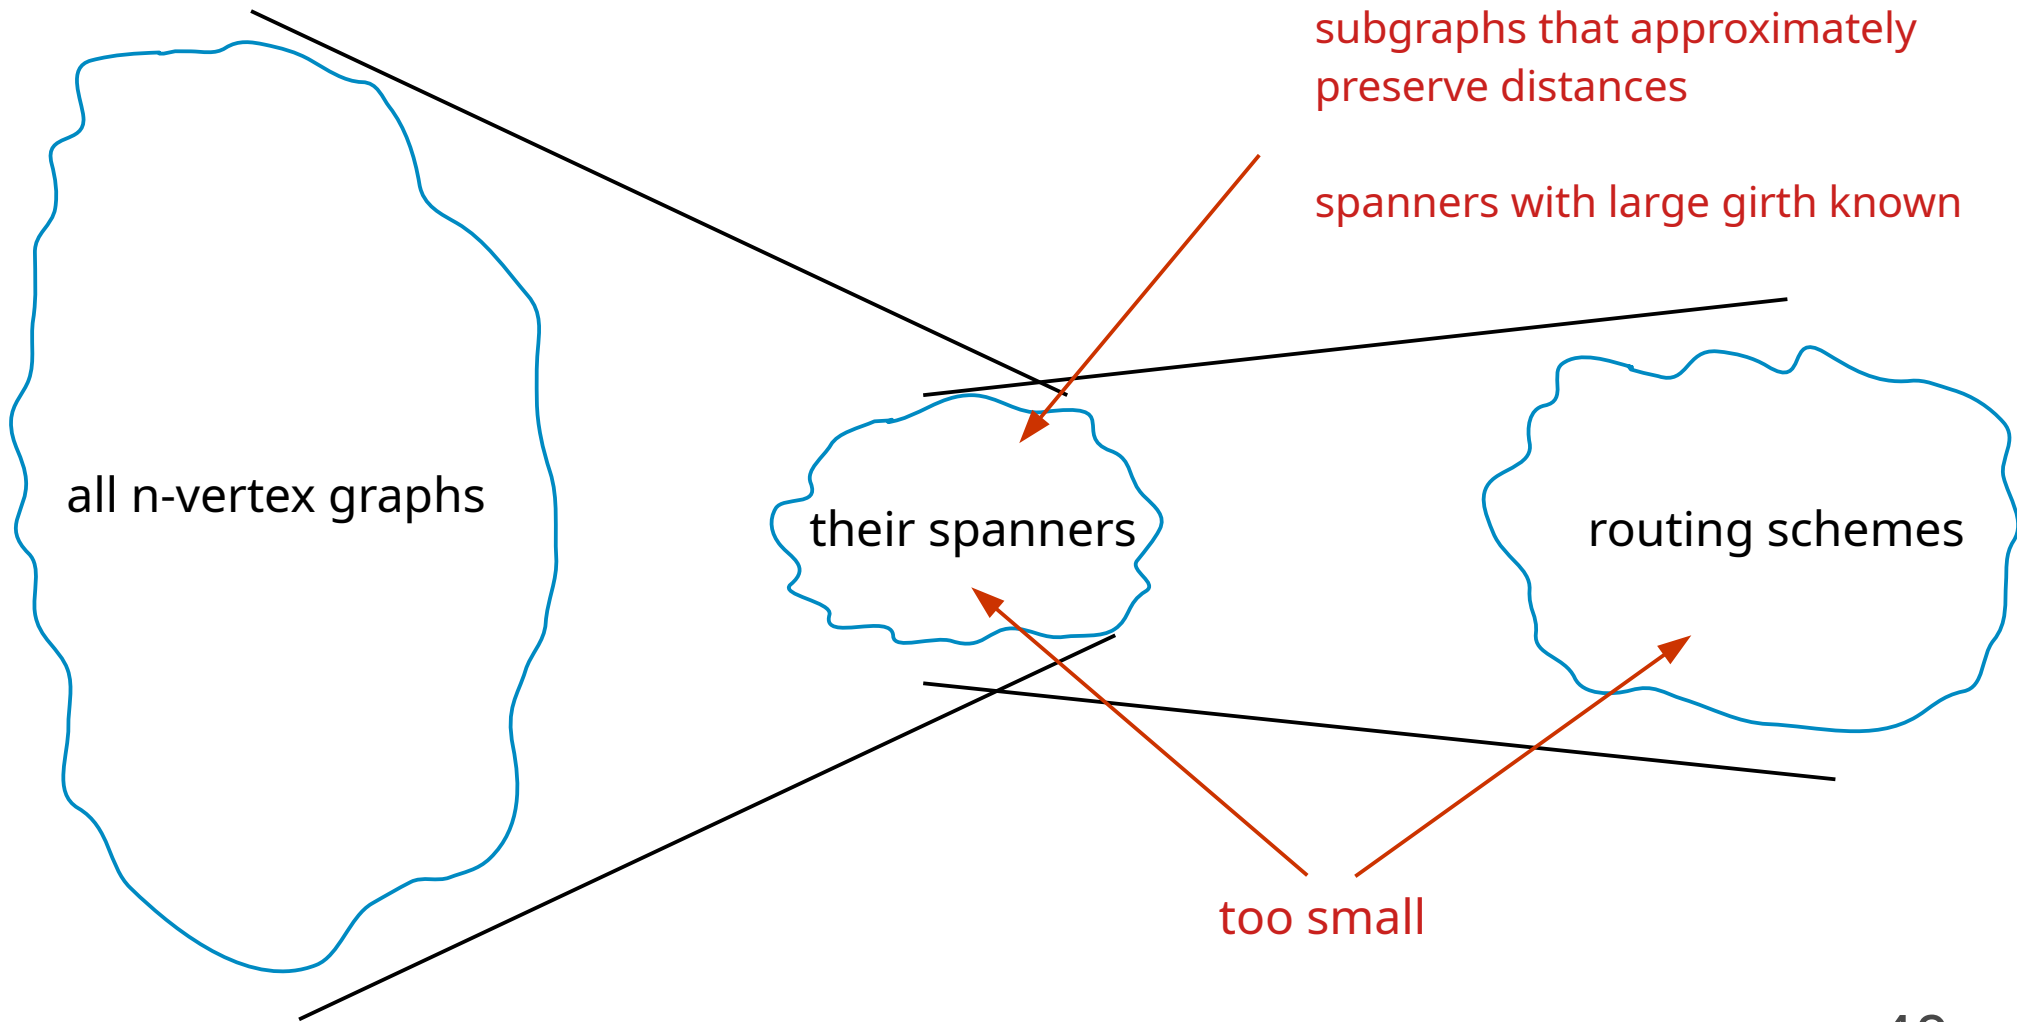 subgraphs that approximately
preserve distances
spanners with large girth known
all n-vertex graphs
their spanners
routing schemes
too small